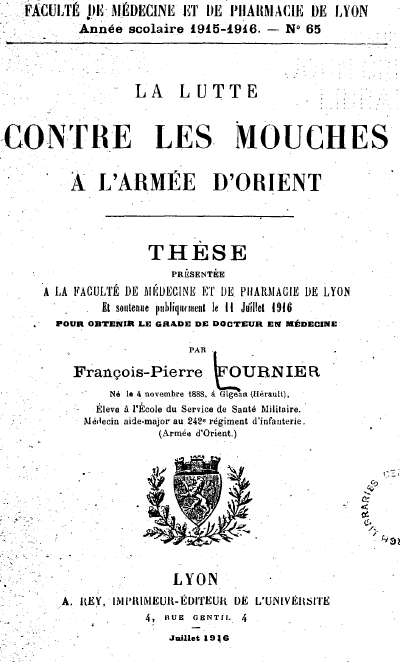 FACULTÉ DE MÉDECINE ET DE PHARMACIE DE LYON
Année scolaire 1915-1916. — N° 65
LA LUTTE
CONTRE LES MOUCHES
A L'ARMÉE D'ORIENT
THÈSE
PRÉSENTÉE
A LA FACULTÉ DE MÉDECINE ET DE PHARMACIE DE LYON
Et soutenue publiquement le 11 Juillet 1916
POUR OBTENIR LE GRADE DE DOCTEUR EN MÉDECINE
PAR
François-Pierre FOURNIER
Né le 4 novembre 1888, à Gigean (Hérault),
Élève à l'École du Service de Santé Militaire.
Médecin aide-major au 242e régiment d'infanterie.
(Armée d'Orient.)
LYON
A. REY, IMPRIMEUR-ÉDITEUR DE L'UNIVERSITÉ
4, RUE GENTIL 4
Juillet 1916
LIBRARIES